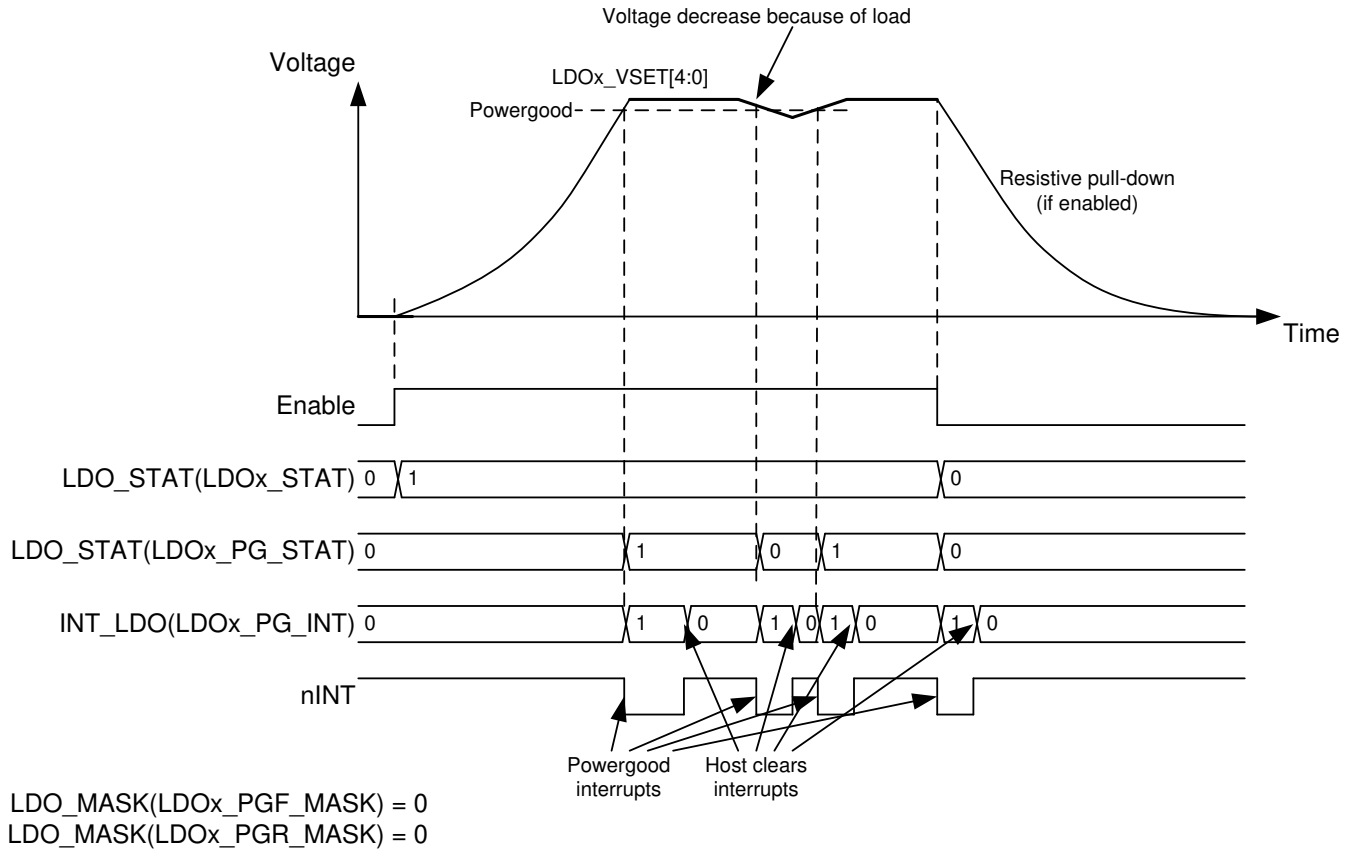 Voltage decrease because of load
Voltage
LDOx_VSET[4:0]
Powergood
Resistive pull-down
(if enabled)
Time
Enable
LDO_STAT(LDOx_STAT) 0 1 0
LDO_STAT(LDOx_PG_STAT) 0 1 0 1 0
INT_LDO(LDOx_PG_INT) 0 1 0 1 0 1 0 1 0
nINT
Powergood
interrupts
Host clears
interrupts
LDO_MASK(LDOx_PGF_MASK) = 0
LDO_MASK(LDOx_PGR_MASK) = 0